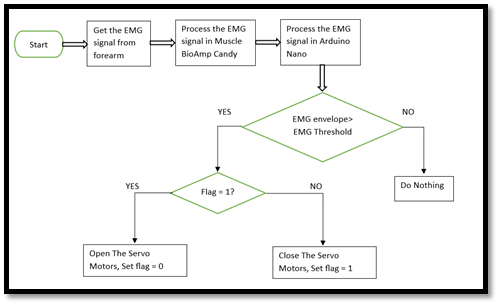 Start
Get the EMG
signal from
forearm
Process the EMG
signal in Muscle
BioAmp Candy
Process the EMG
signal in Arduino
Nano
EMG envelope>
EMG Threshold
YES
NO
Do Nothing
Flag = 1?
YES
NO
Open The Servo
Motors, Set flag = 0
Close The Servo
Motors, Set flag = 1